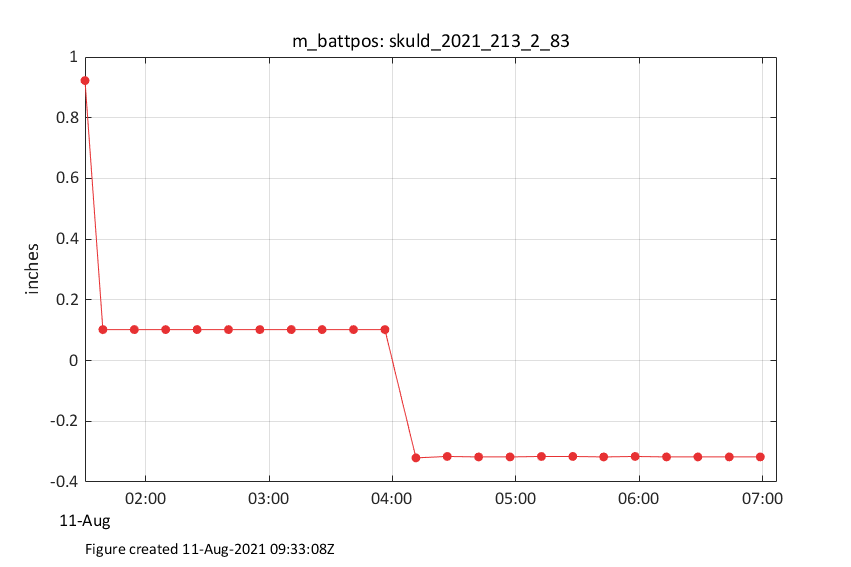 m_battpos: skuld_2021_213_2_83
1
0.8
0.6
0.4
0.2
0
-0.2
-0.4
inches
02:00 03:00 04:00 05:00 06:00 07:00
11-Aug
Figure created 11-Aug-2021 09:33:08Z